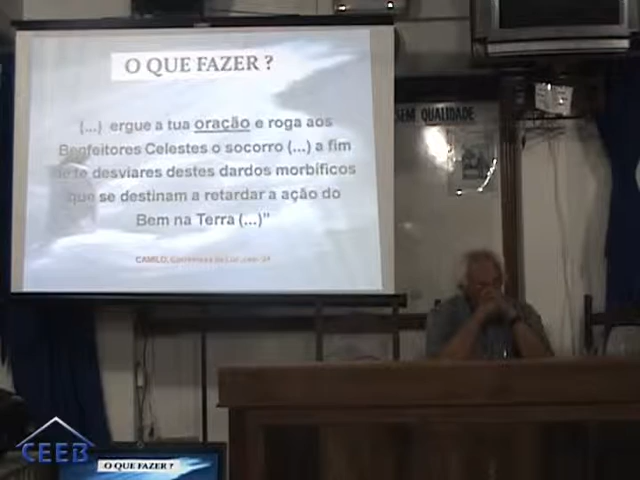 O QUE FAZER ?
(...) ergue a tua oração e roga aos
Benfeitores Celestes o socorro (...) a fim
de te desviares destes dardos morbíficos
que se destinam a retardar a ação do
Bem na Terra (...)”
CAMILO,
SEM QUALIDADE
CEEB
O QUE FAZER ?